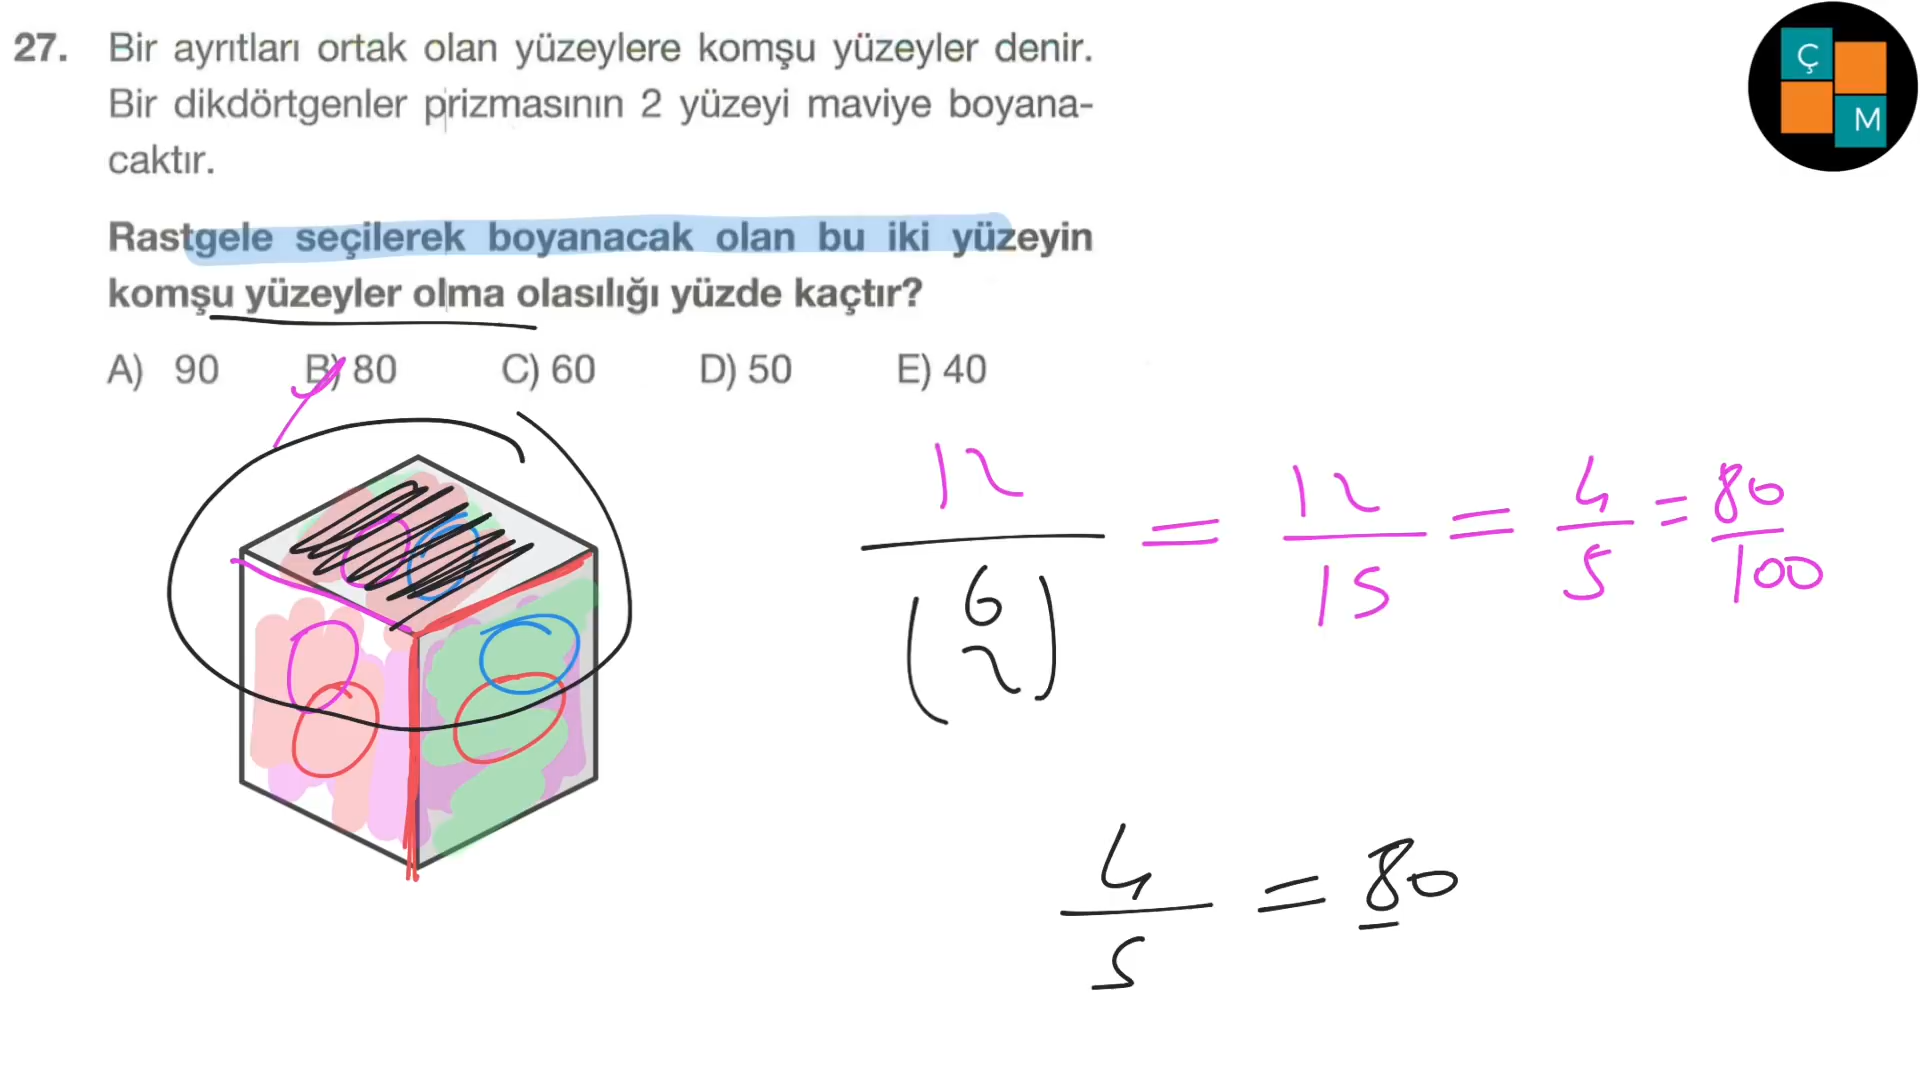 27. Bir ayrıtları ortak olan yüzeylere komşu yüzeyler denir.
Bir dikdörtgenler prizmasının 2 yüzeyi maviye boyana-
caktır.
Rastgele seçilerek boyanacak olan bu iki yüzeyin
komşu yüzeyler olma olasılığı yüzde kaçtır?
A) 90 B) 80 C) 60 D) 50 E) 40
Ç
M
12 / (6 2) = 12 / 15 = 4 / 5 = 80 / 100
4 / 5 = 80